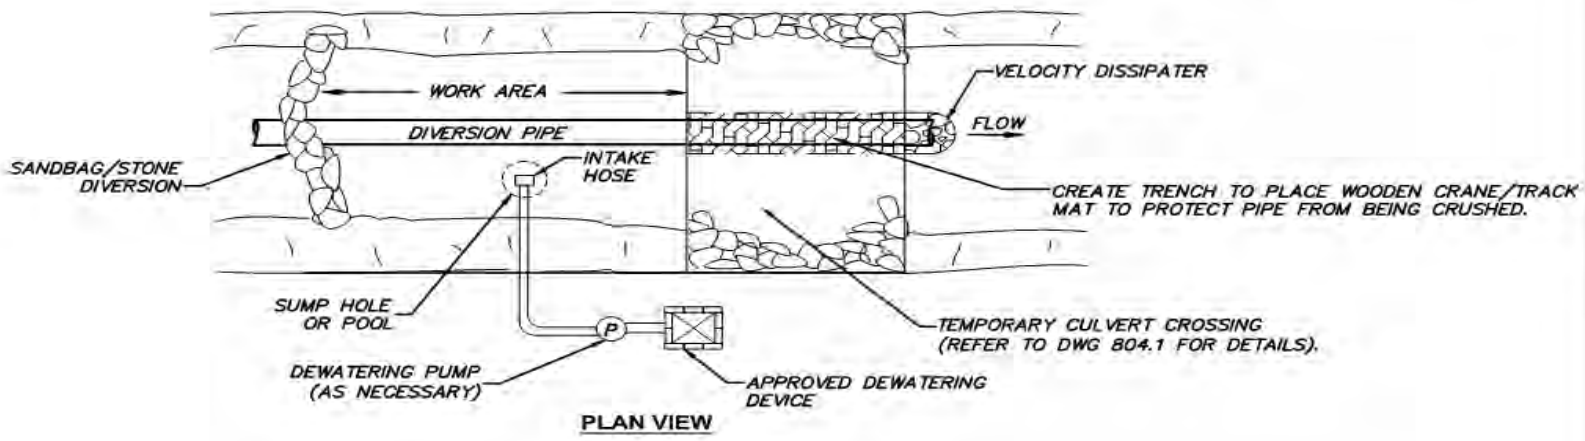 VELOCITY DISSIPATER
WORK AREA
FLOW
DIVERSION PIPE
SANDBAG/STONE
DIVERSION
INTAKE
HOSE
CREATE TRENCH TO PLACE WOODEN CRANE/TRACK
MAT TO PROTECT PIPE FROM BEING CRUSHED.
SUMP HOLE
OR POOL
P
TEMPORARY CULVERT CROSSING
(REFER TO DWG 804.1 FOR DETAILS).
DEWATERING PUMP
(AS NECESSARY)
APPROVED DEWATERING
DEVICE
PLAN VIEW